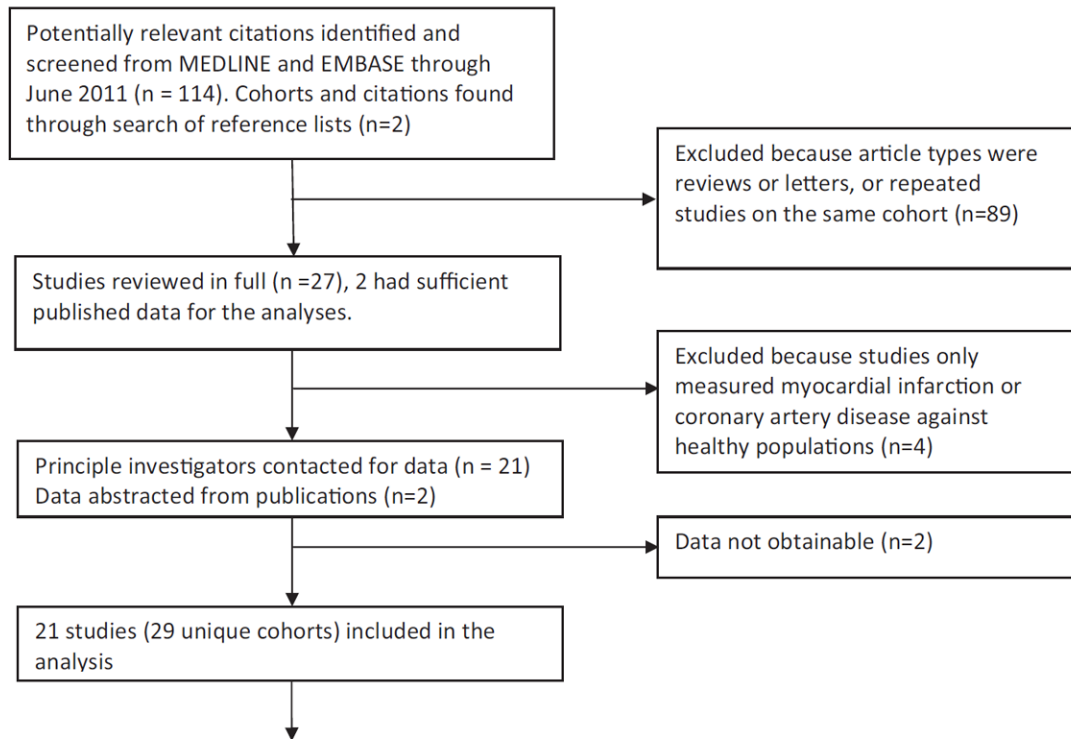 Potentially relevant citations identified and
screened from MEDLINE and EMBASE through
June 2011 (n = 114). Cohorts and citations found
through search of reference lists (n=2)
Excluded because article types were
reviews or letters, or repeated
studies on the same cohort (n=89)
Studies reviewed in full (n =27), 2 had sufficient
published data for the analyses.
Excluded because studies only
measured myocardial infarction or
coronary artery disease against
healthy populations (n=4)
Principle investigators contacted for data (n = 21)
Data abstracted from publications (n=2)
Data not obtainable (n=2)
21 studies (29 unique cohorts) included in the
analysis